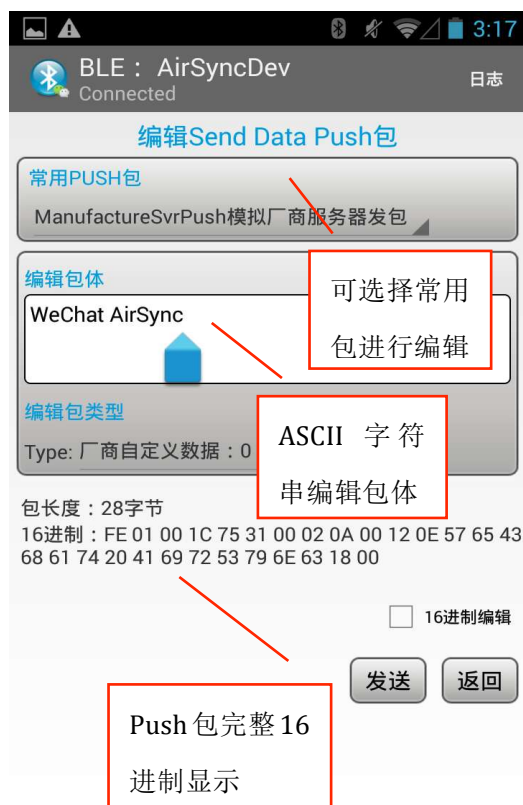 3:17
BLE： AirSyncDev
Connected
日志
编辑Send Data Push包
常用PUSH包
ManufactureSvrPush模拟厂商服务器发包
可选择常用
包进行编辑
编辑包体
WeChat AirSync
编辑包类型
Type: 厂商自定义数据：0
ASCII 字符
串编辑包体
包长度：28字节
16进制：FE 01 00 1C 75 31 00 02 0A 00 12 0E 57 65 43
68 61 74 20 41 69 72 53 79 6E 63 18 00
16进制编辑
发送
返回
Push包完整16
进制显示